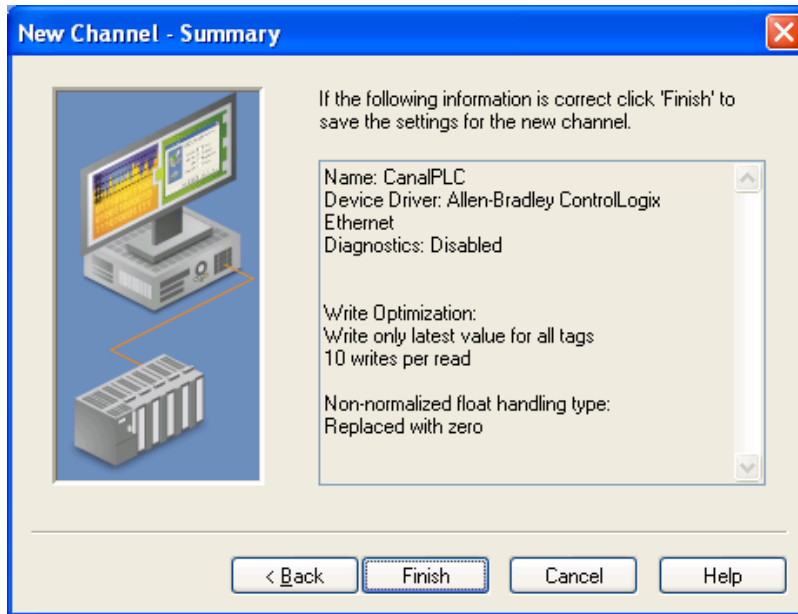 New Channel - Summary
If the following information is correct click 'Finish' to
save the settings for the new channel.
Name: CanalPLC
Device Driver: Allen-Bradley ControlLogix
Ethernet
Diagnostics: Disabled
Write Optimization:
Write only latest value for all tags
10 writes per read
Non-normalized float handling type:
Replaced with zero
< Back
Finish
Cancel
Help